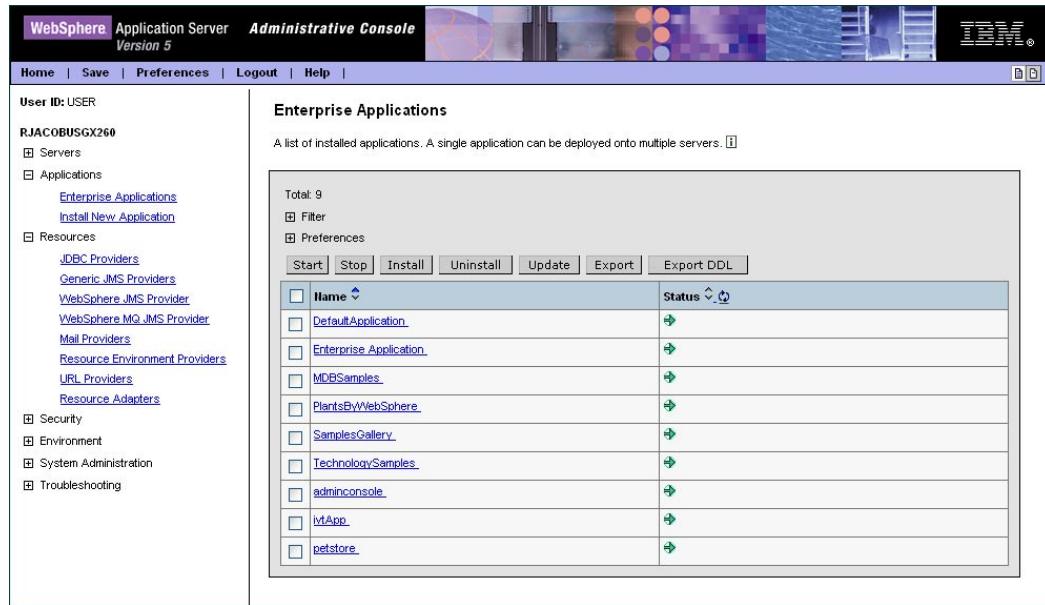 WebSphere Application Server Administrative Console
Version 5
IBM®
Home | Save | Preferences | Logout | Help |
User ID: USER
RJACOBUSGX260
Servers
Applications
Enterprise Applications
Install New Application
Resources
JDBC Providers
Generic JMS Providers
WebSphere JMS Provider
WebSphere MQ JMS Provider
Mail Providers
Resource Environment Providers
URL Providers
Resource Adapters
Security
Environment
System Administration
Troubleshooting
Enterprise Applications
A list of installed applications. A single application can be deployed onto multiple servers. i
Total: 9
Filter
Preferences
Start Stop Install Uninstall Update Export Export DDL
Name Status
DefaultApplication
Enterprise Application
MDBSamples
PlantsByWebSphere
SamplesGallery
TechnologySamples
adminconsole
ivtApp
petstore